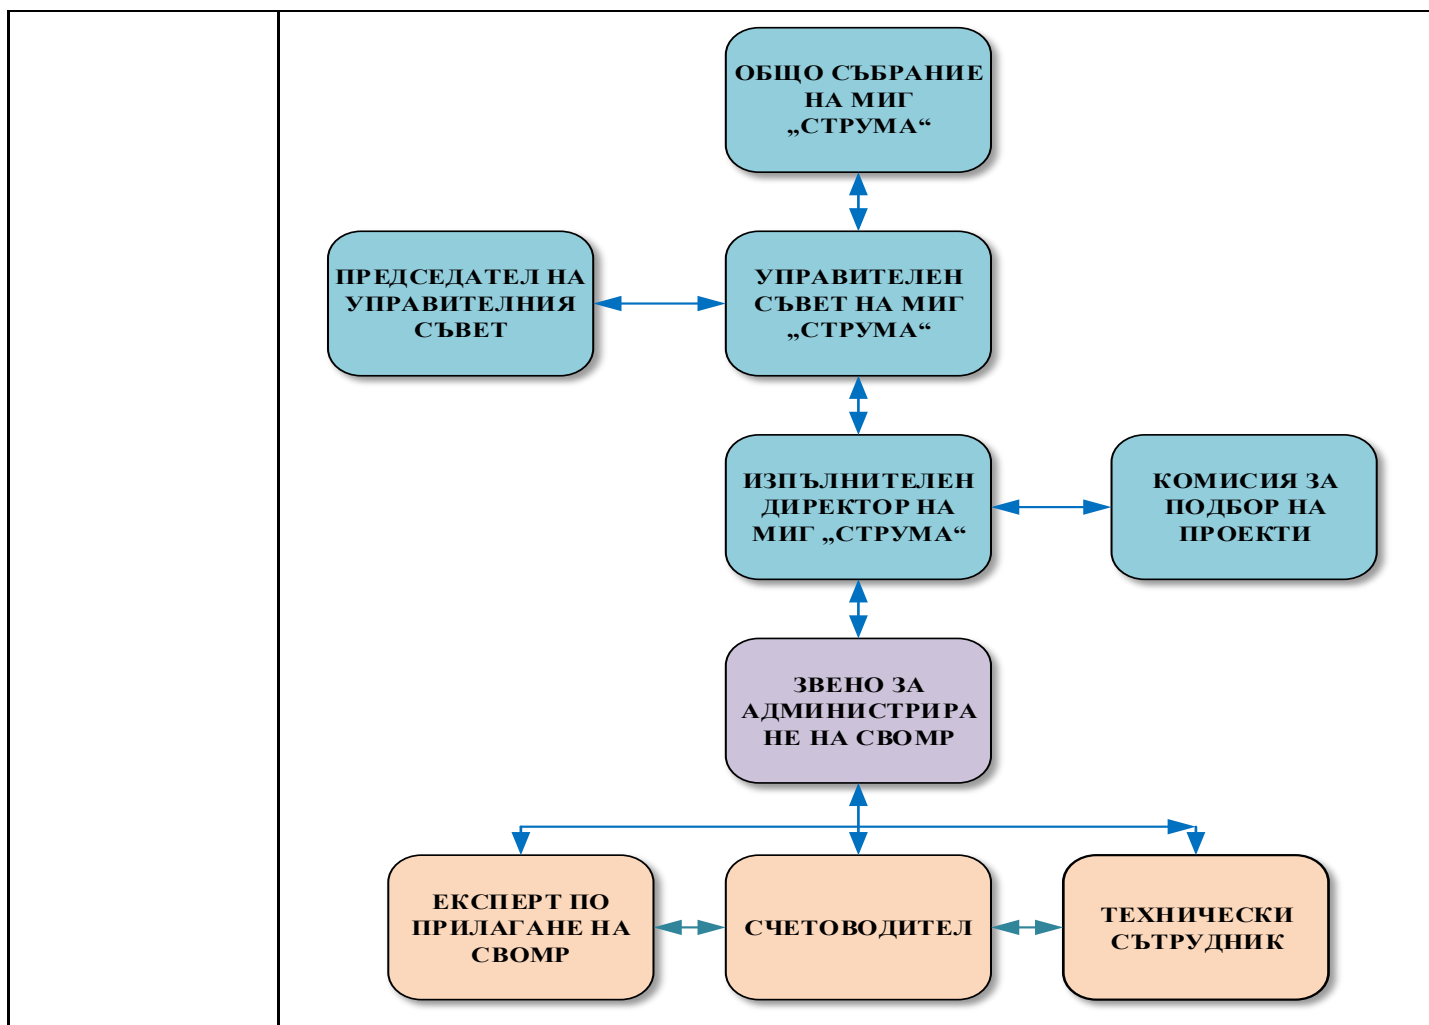 ОБЩО СЪБРАНИЕ
НА МИГ
„СТРУМА“
ПРЕДСЕДАТЕЛ НА
УПРАВИТЕЛНИЯ
СЪВЕТ
УПРАВИТЕЛЕН
СЪВЕТ НА МИГ
„СТРУМА“
ИЗПЪЛНИТЕЛЕН
ДИРЕКТОР НА
МИГ „СТРУМА“
КОМИСИЯ ЗА
ПОДБОР НА
ПРОЕКТИ
ЗВЕНО ЗА
АДМИНИСТРИРА
НЕ НА СВОМР
ЕКСПЕРТ ПО
ПРИЛАГАНЕ НА
СВОМР
СЧЕТОВОДИТЕЛ
ТЕХНИЧЕСКИ
СЪТРУДНИК